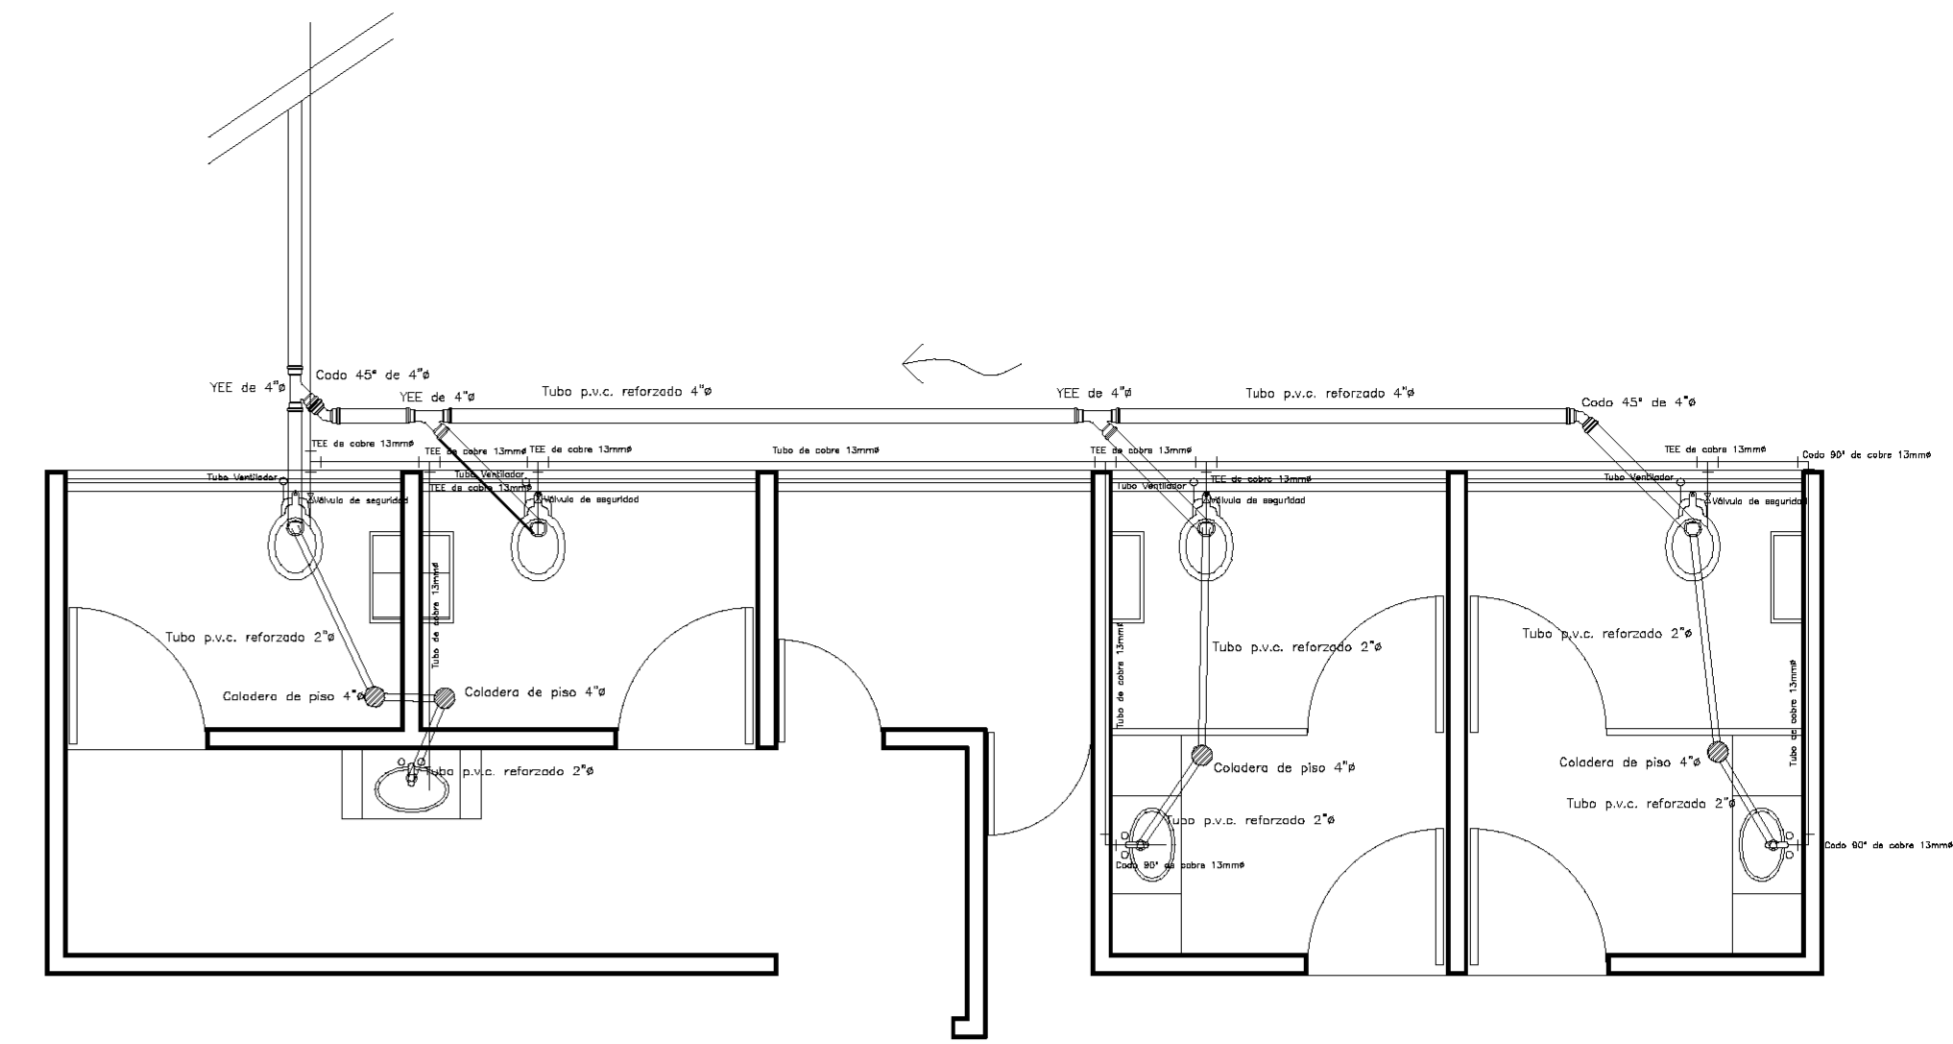 Codo 45° de 4"ø
YEE de 4"ø
YEE de 4"ø
Tubo p.v.c. reforzado 4"ø
YEE de 4"ø
Tubo p.v.c. reforzado 4"ø
Codo 45° de 4"ø
TEE de cobre 13mmø
TEE de cobre 13mmø
TEE de cobre 13mmø
Tubo de cobre 13mmø
TEE de cobre 13mmø
TEE de cobre 13mmø
Codo 90° de cobre 13mmø
Tubo Ventilador
Tubo Ventilador
TEE de cobre 13mmø
Tubo Ventilador
TEE de cobre 13mmø
Tubo Ventilador
Válvula de seguridad
Válvula de seguridad
Válvula de seguridad
Válvula de seguridad
Tubo de cobre 13mmø
Tubo p.v.c. reforzado 2"ø
Tubo de cobre 13mmø
Tubo p.v.c. reforzado 2"ø
Tubo p.v.c. reforzado 2"ø
Tubo de cobre 13mmø
Coladera de piso 4"ø
Coladera de piso 4"ø
Tubo p.v.c. reforzado 2"ø
Coladera de piso 4"ø
Coladera de piso 4"ø
Tubo p.v.c. reforzado 2"ø
Tubo p.v.c. reforzado 2"ø
Codo 90° de cobre 13mmø
Codo 90° de cobre 13mmø